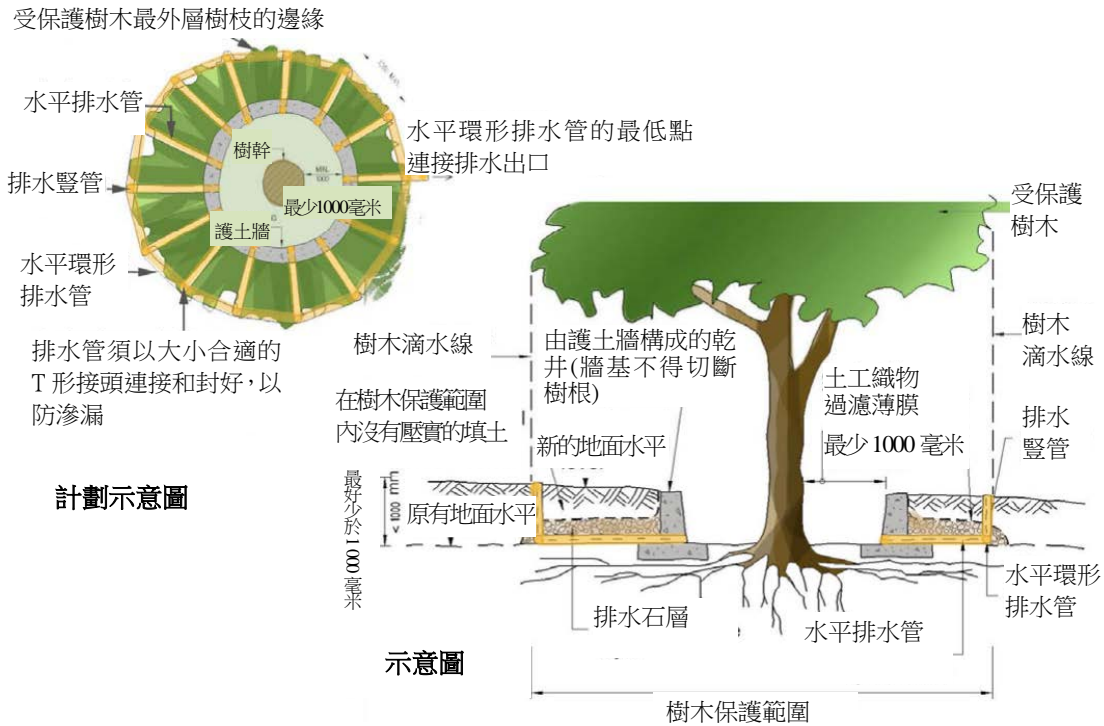 受保護樹木最外層樹枝的邊緣
水平排水管
排水豎管
水平環形
排水管
排水管須以大小合適的
T 形接頭連接和封好，以
防滲漏
計劃示意圖
樹幹
最少1000毫米
護土牆
水平環形排水管的最低點
連接排水出口
受保護
樹木
樹木滴水線
由護土牆構成的乾
井(牆基不得切斷
樹根)
土工織物
過濾薄膜
最少 1000 毫米
樹木
滴水線
排水
豎管
在樹木保護範圍
內沒有壓實的填土
新的地面水平
最好少於 1000 毫米
< 1000 mm
原有地面水平
排水石層
水平排水管
水平環形
排水管
示意圖
樹木保護範圍